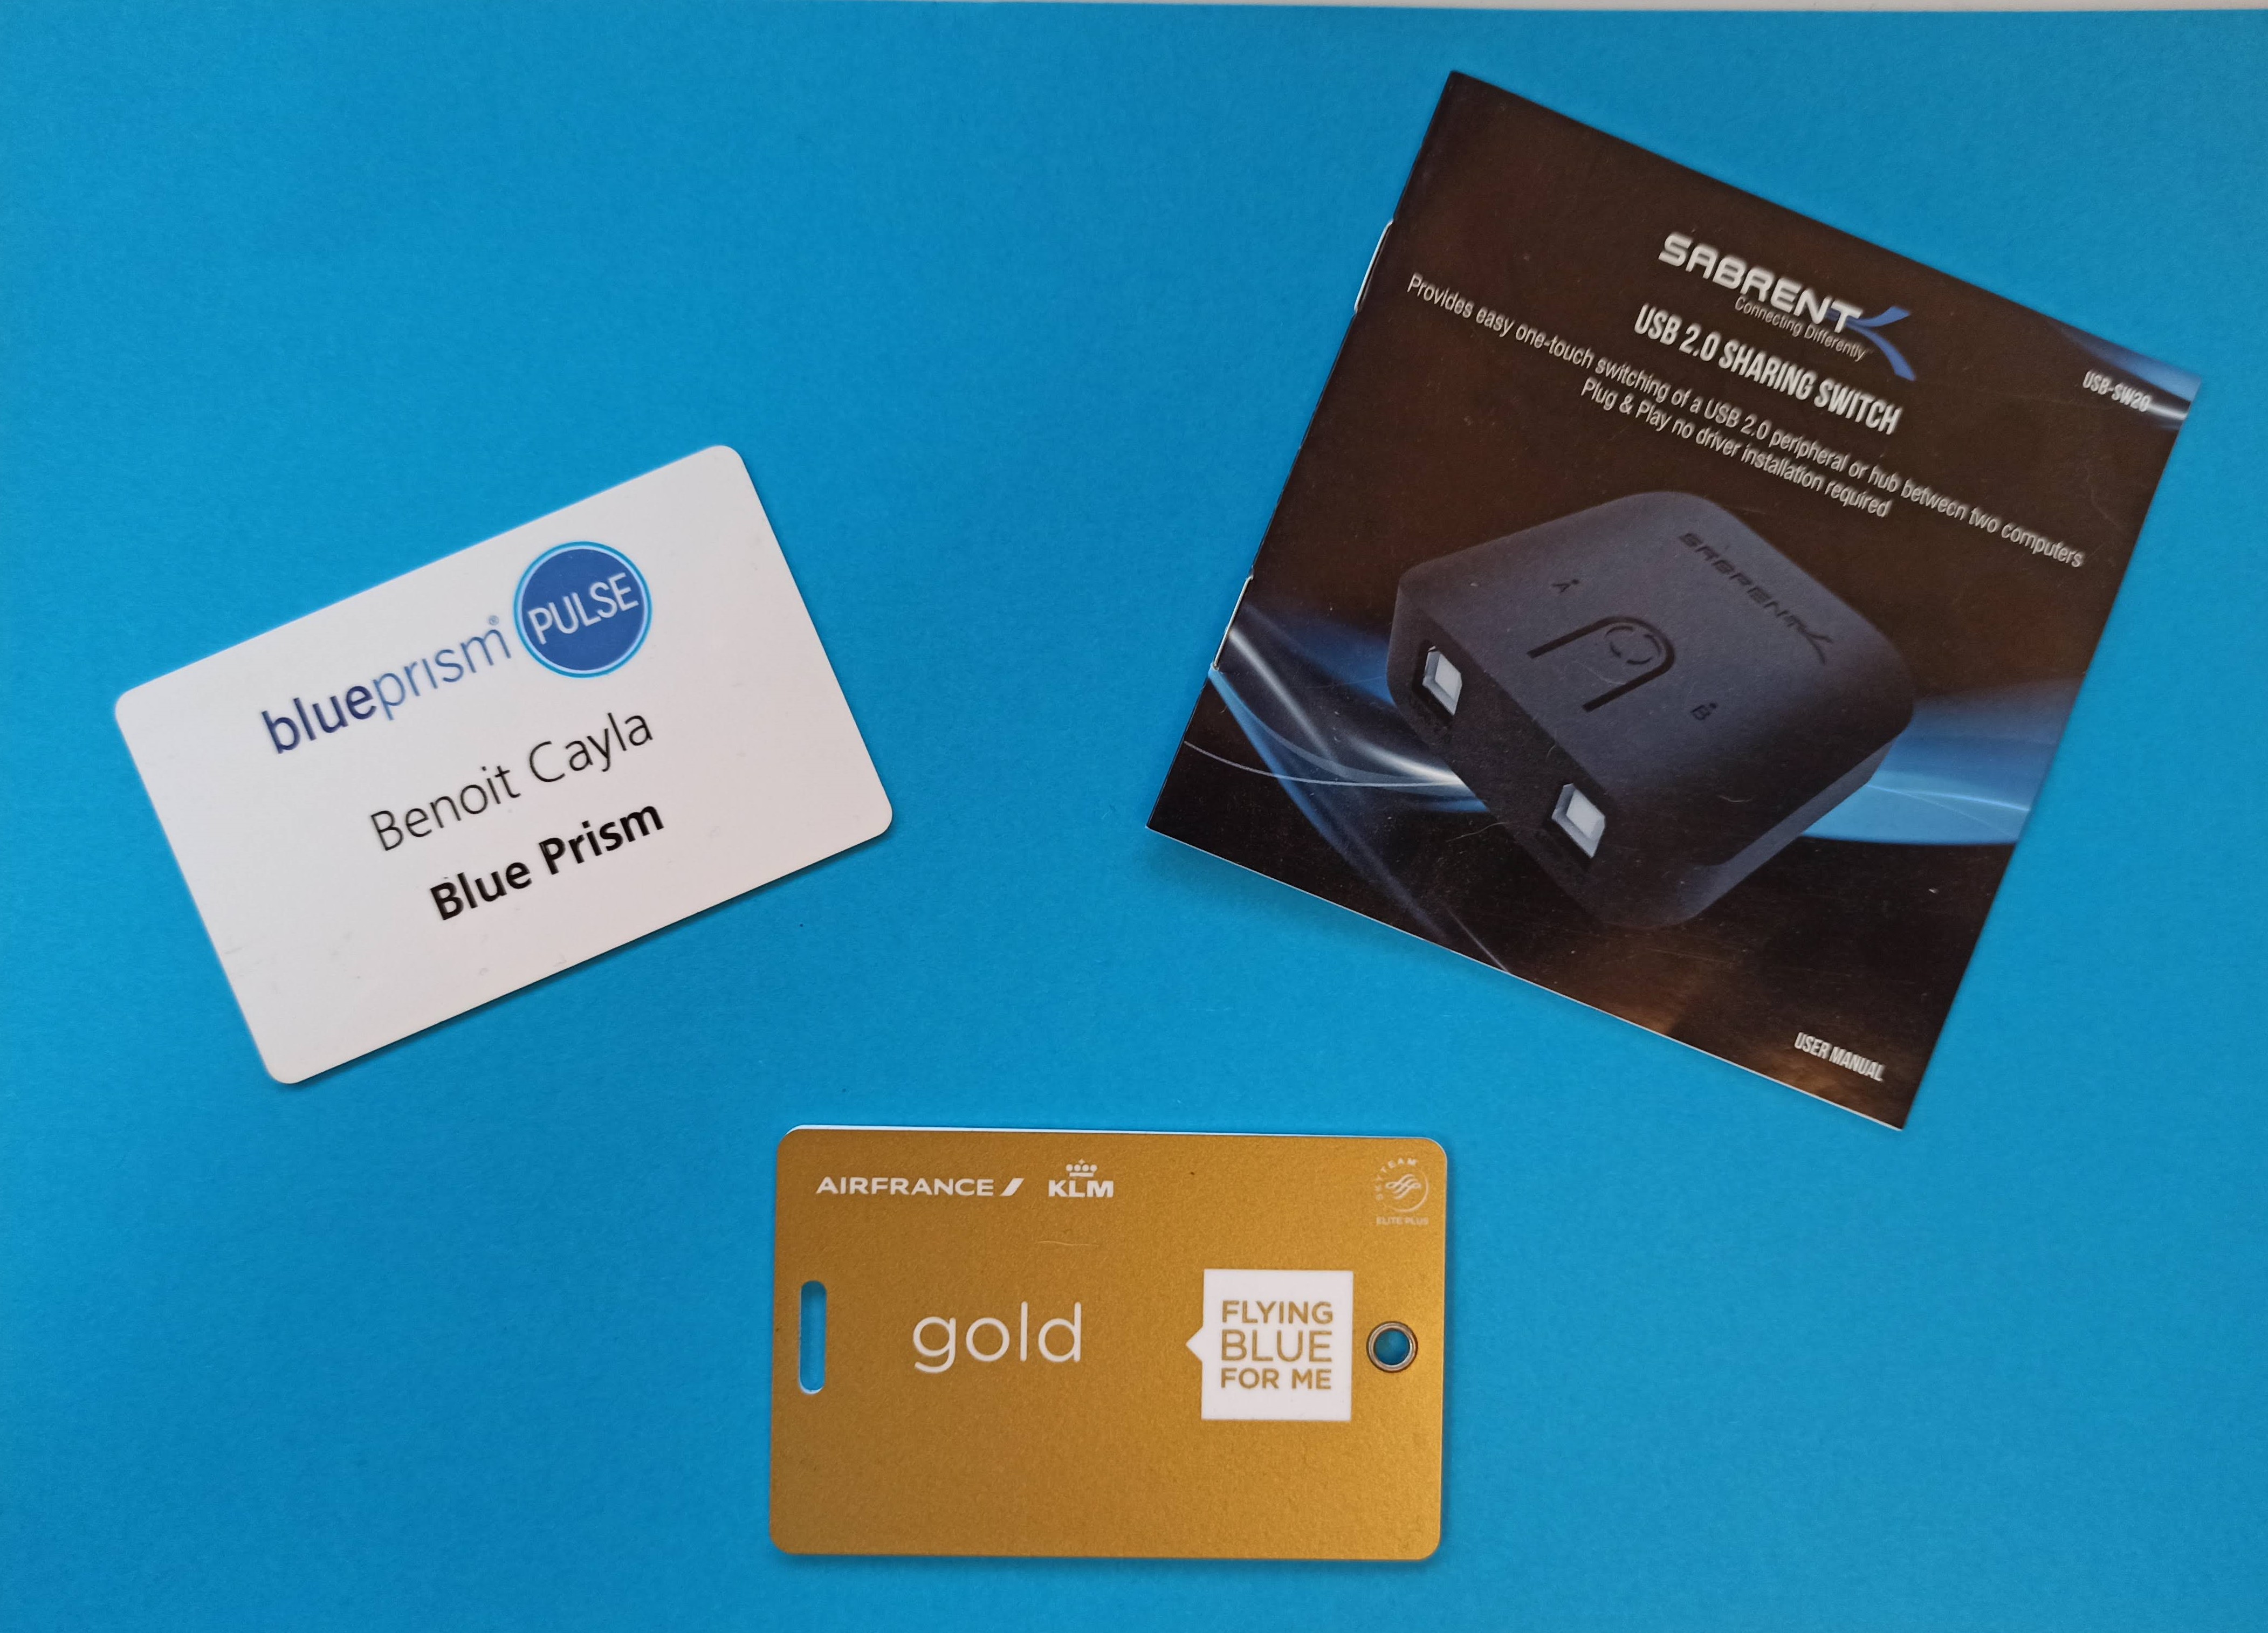 blueprism® PULSE
Benoit Cayla
Blue Prism
SABRENT
Connecting Differently
USB 2.0 SHARING SWITCH
USB-SW20
Provides easy one-touch switching of a USB 2.0 peripheral or hub between two computers
Plug & Play no driver installation required
SABRENT
A
B
USER MANUAL
AIRFRANCE KLM
SKYTEAM
ELITE PLUS
gold
FLYING
BLUE
FOR ME